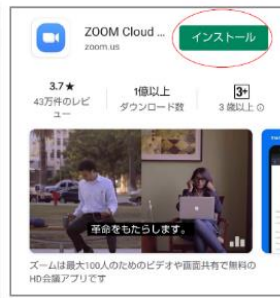 ZOOM Cloud ...
zoom.us
インストール
3.7★
43万件のレビ
ュー
1億以上
ダウンロード数
3+
3 歳以上
革命をもたらします。
ズームは最大100人のためのビデオや画面共有で無料の
HD会議アプリです